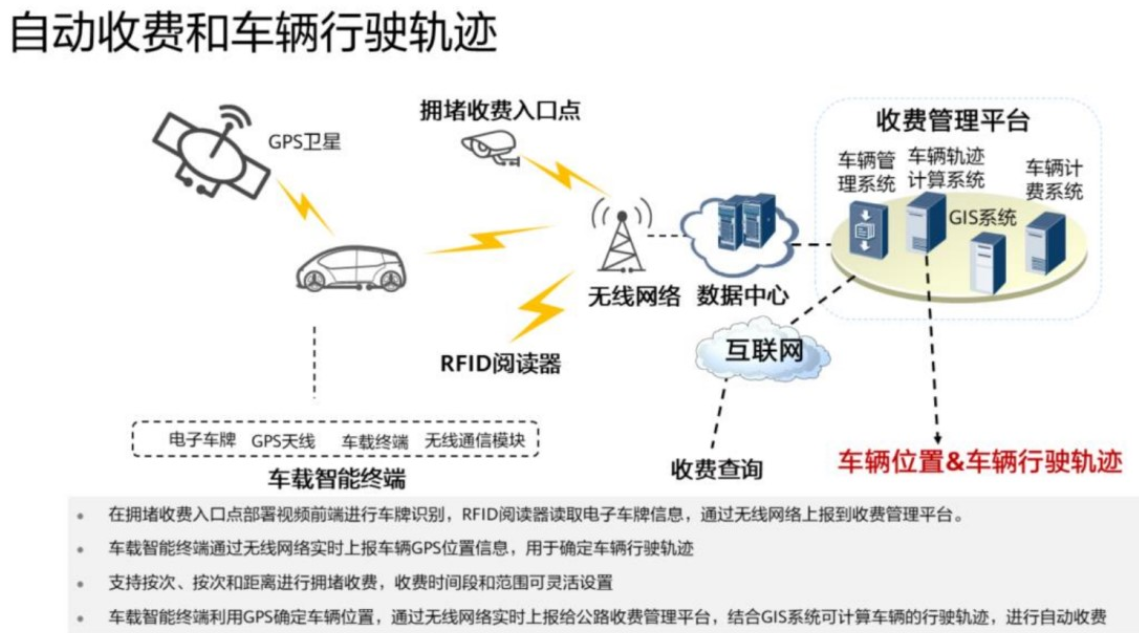 自动收费和车辆行驶轨迹
GPS卫星
拥堵收费入口点
收费管理平台
车辆管
理系统
车辆轨迹
计算系统
GIS系统
车辆计
费系统
无线网络
数据中心
RFID阅读器
互联网
电子车牌 GPS天线 车载终端 无线通信模块
车载智能终端
收费查询
车辆位置&车辆行驶轨迹
• 在拥堵收费入口点部署视频前端进行车牌识别，RFID阅读器读取电子车牌信息，通过无线网络上报到收费管理平台。
• 车载智能终端通过无线网络实时上报车辆GPS位置信息，用于确定车辆行驶轨迹
• 支持按次、按次和距离进行拥堵收费，收费时间段和范围可灵活设置
• 车载智能终端利用GPS确定车辆位置，通过无线网络实时上报给公路收费管理平台，结合GIS系统可计算车辆的行驶轨迹，进行自动收费